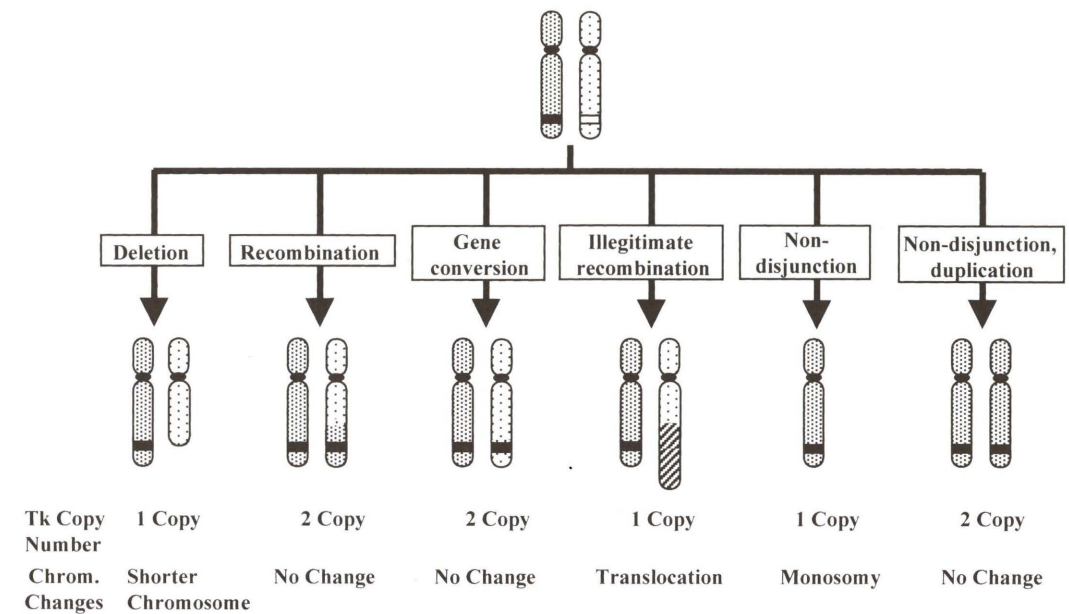 Deletion
Recombination
Gene
conversion
Illegitimate
recombination
Non-
disjunction
Non-disjunction,
duplication
Tk Copy
Number
1 Copy
2 Copy
2 Copy
1 Copy
1 Copy
2 Copy
Chrom.
Changes
Shorter
Chromosome
No Change
No Change
Translocation
Monosomy
No Change